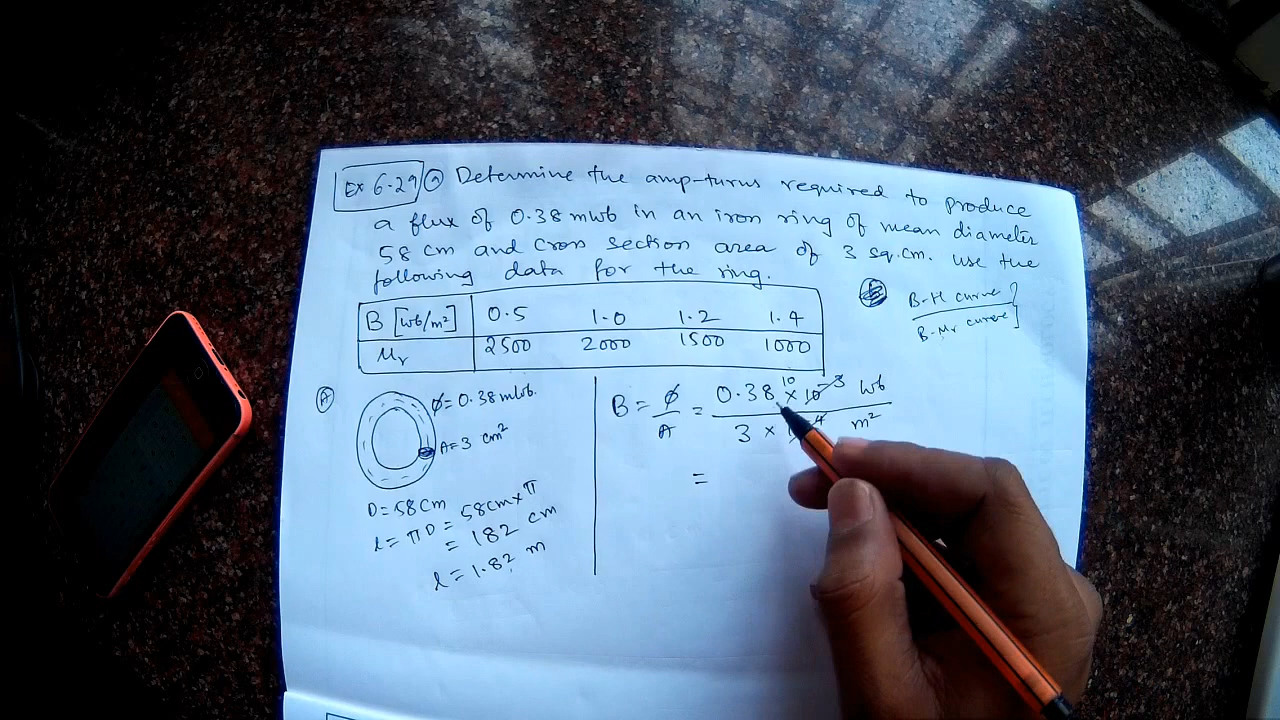 Ex 6.29 Determine the amp-turns required to produce
a flux of 0.38 mwb in an iron ring of mean diameter
58 cm and cross section area of 3 sq.cm. use the
following data for the ring.
B [wb/m²] 0.5 1.0 1.2 1.4
μr 2500 2000 1500 1000
B-H curve
B-μr curve
A
φ = 0.38 mwb.
A = 3 cm²
D = 58 cm
l = πD = 58cm × π
= 182 cm
l = 1.82 m
B = φ/A = 0.38 × 10⁻³ wb
10
3 × m²
=